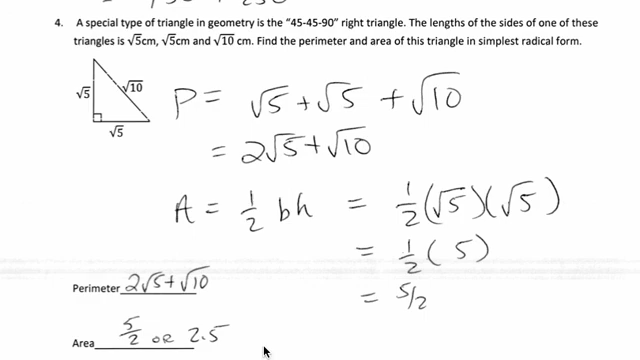 4. A special type of triangle in geometry is the "45-45-90" right triangle. The lengths of the sides of one of these
triangles is √5cm, √5cm and √10 cm. Find the perimeter and area of this triangle in simplest radical form.
√5
√10
√5
P = √5 + √5 + √10
= 2√5 + √10
A = 1/2 bh = 1/2 (√5)(√5)
= 1/2 (5)
= 5/2
Perimeter 2√5 + √10
Area 5/2 OR 2.5